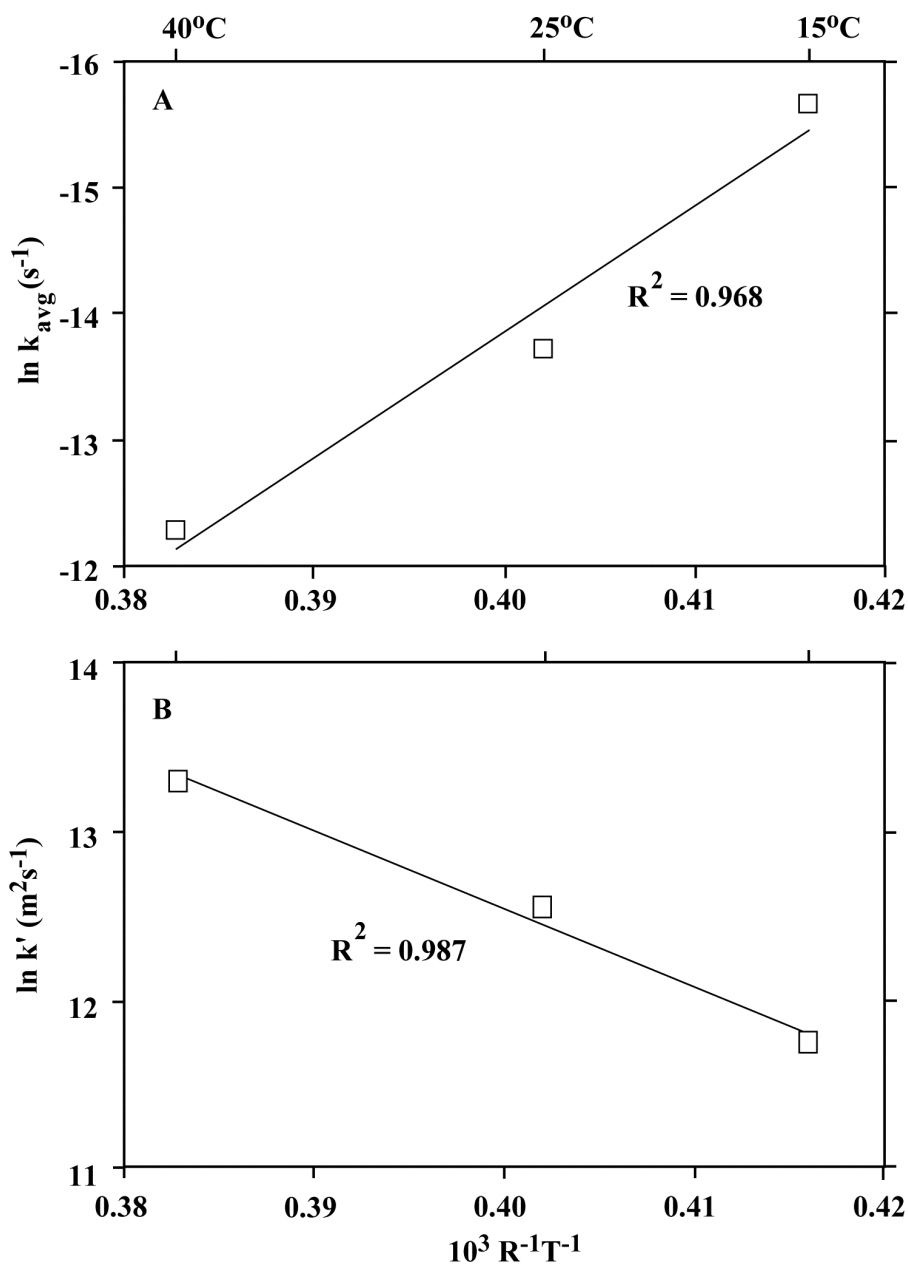 40°C 25°C 15°C
-16
A
-15
R² = 0.968
-14
-13
-12
ln k_avg (s⁻¹)
0.38 0.39 0.40 0.41 0.42
14
B
13
R² = 0.987
12
11
ln k' (m²s⁻¹)
0.38 0.39 0.40 0.41 0.42
10³ R⁻¹T⁻¹